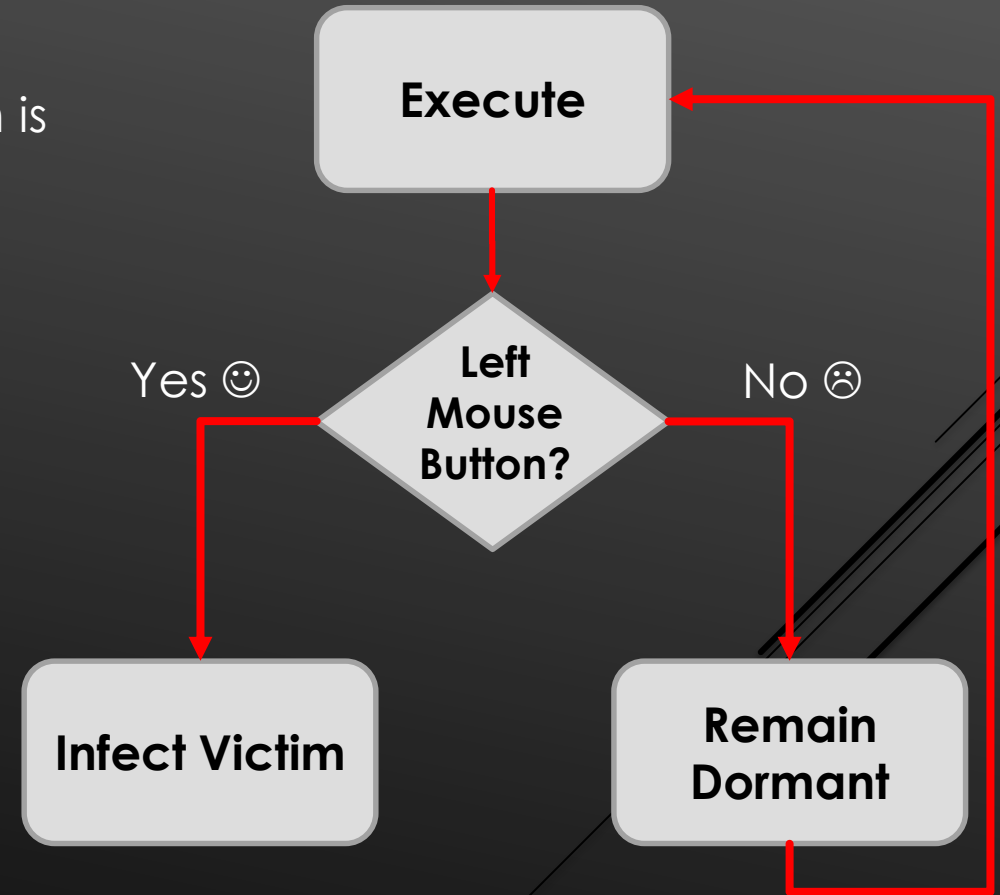 is
Execute
Left
Mouse
Button?
Yes ☺
No ☹
Infect Victim
Remain
Dormant